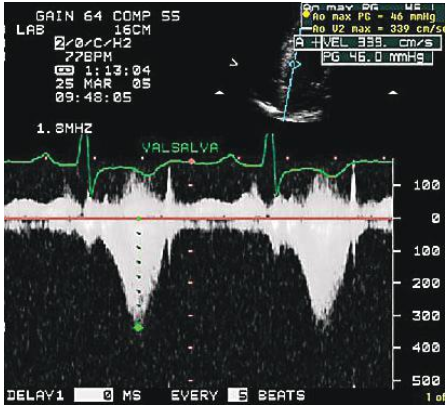 GAIN 64 COMP 55
LAB 16CM
2/0/C/H2
77BPM
1:13:04
25 MAR 05
09:48:05
Ao max PG
Ao max PG = 46 mmHg
Ao V2 max = 339 cm/s
A VEL 339. cm/s
PG 46.0 mmHg
1.8MHZ
VALSALVA
100
0
100
200
300
400
500
DELAY1 0 MS EVERY 5 BEATS
1 of